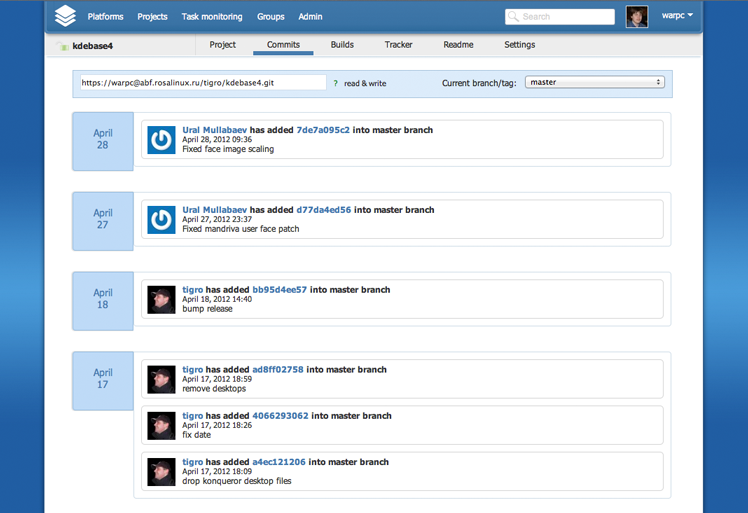 Platforms Projects Task monitoring Groups Admin Search warpc
kdebase4 Project Commits Builds Tracker Readme Settings
https://warpc@abf.rosalinux.ru/tigro/kdebase4.git ? read & write Current branch/tag: master
April
28
Ural Mullabaev has added 7de7a095c2 into master branch
April 28, 2012 09:36
Fixed face image scaling
April
27
Ural Mullabaev has added d77da4ed56 into master branch
April 27, 2012 23:37
Fixed mandriva user face patch
April
18
tigro has added bb95d4ee57 into master branch
April 18, 2012 14:40
bump release
April
17
tigro has added ad8ff02758 into master branch
April 17, 2012 18:59
remove desktops
tigro has added 4066293062 into master branch
April 17, 2012 18:26
fix date
tigro has added a4ec121206 into master branch
April 17, 2012 18:09
drop konqueror desktop files